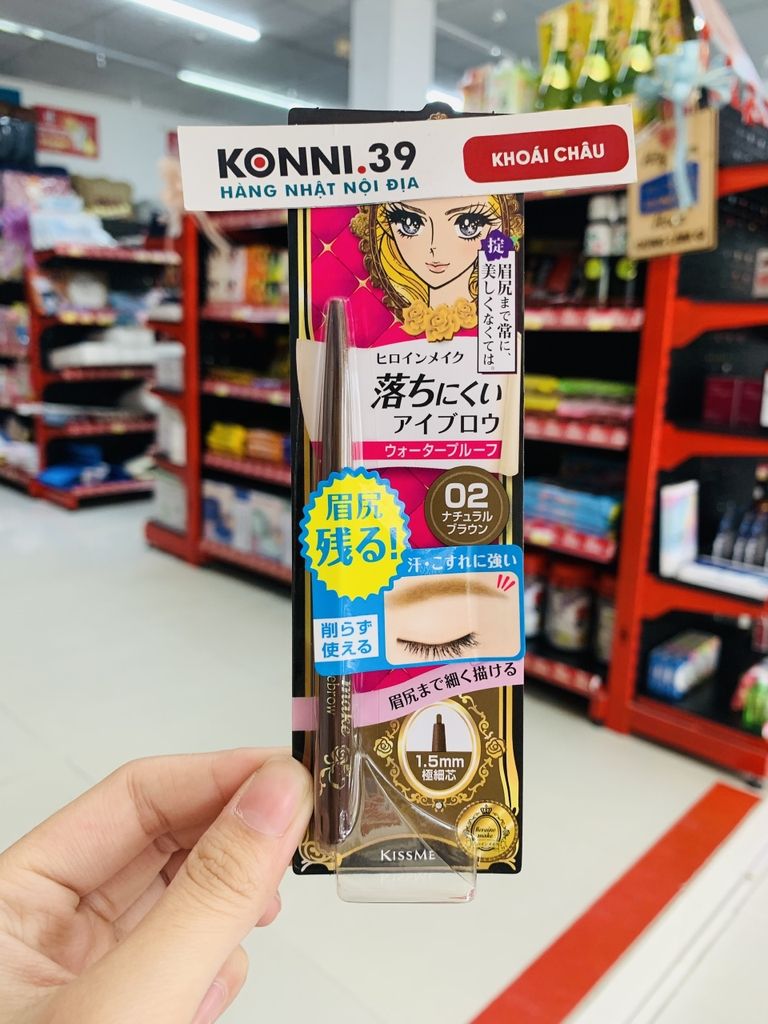 KONNI.39
HÀNG NHẬT NỘI ĐỊA
KHOÁI CHÂU
掟
眉尻まで常に、
美しくなくては。
ヒロインメイク
落ちにくい
アイブロウ
ウォータープルーフ
02
ナチュラル
ブラウン
眉尻
残る!
汗・こすれに強い
削らず
使える
眉尻まで細く描ける
make
eyebrow
1.5mm
極細芯
heroine
make
KISSME